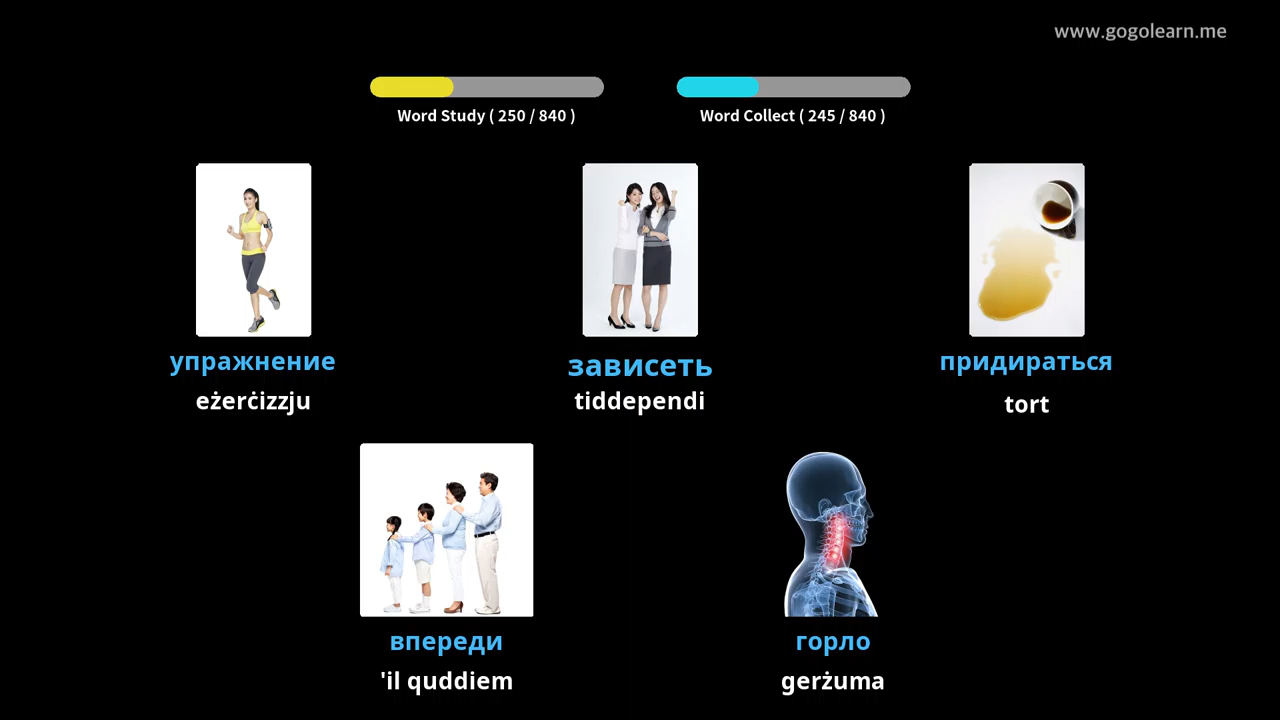 www.gogolearn.me
Word Study ( 250 / 840 )
Word Collect ( 245 / 840 )
упражнение
eżerċizzju
зависеть
tiddependi
придираться
tort
впереди
'il quddiem
горло
gerżuma